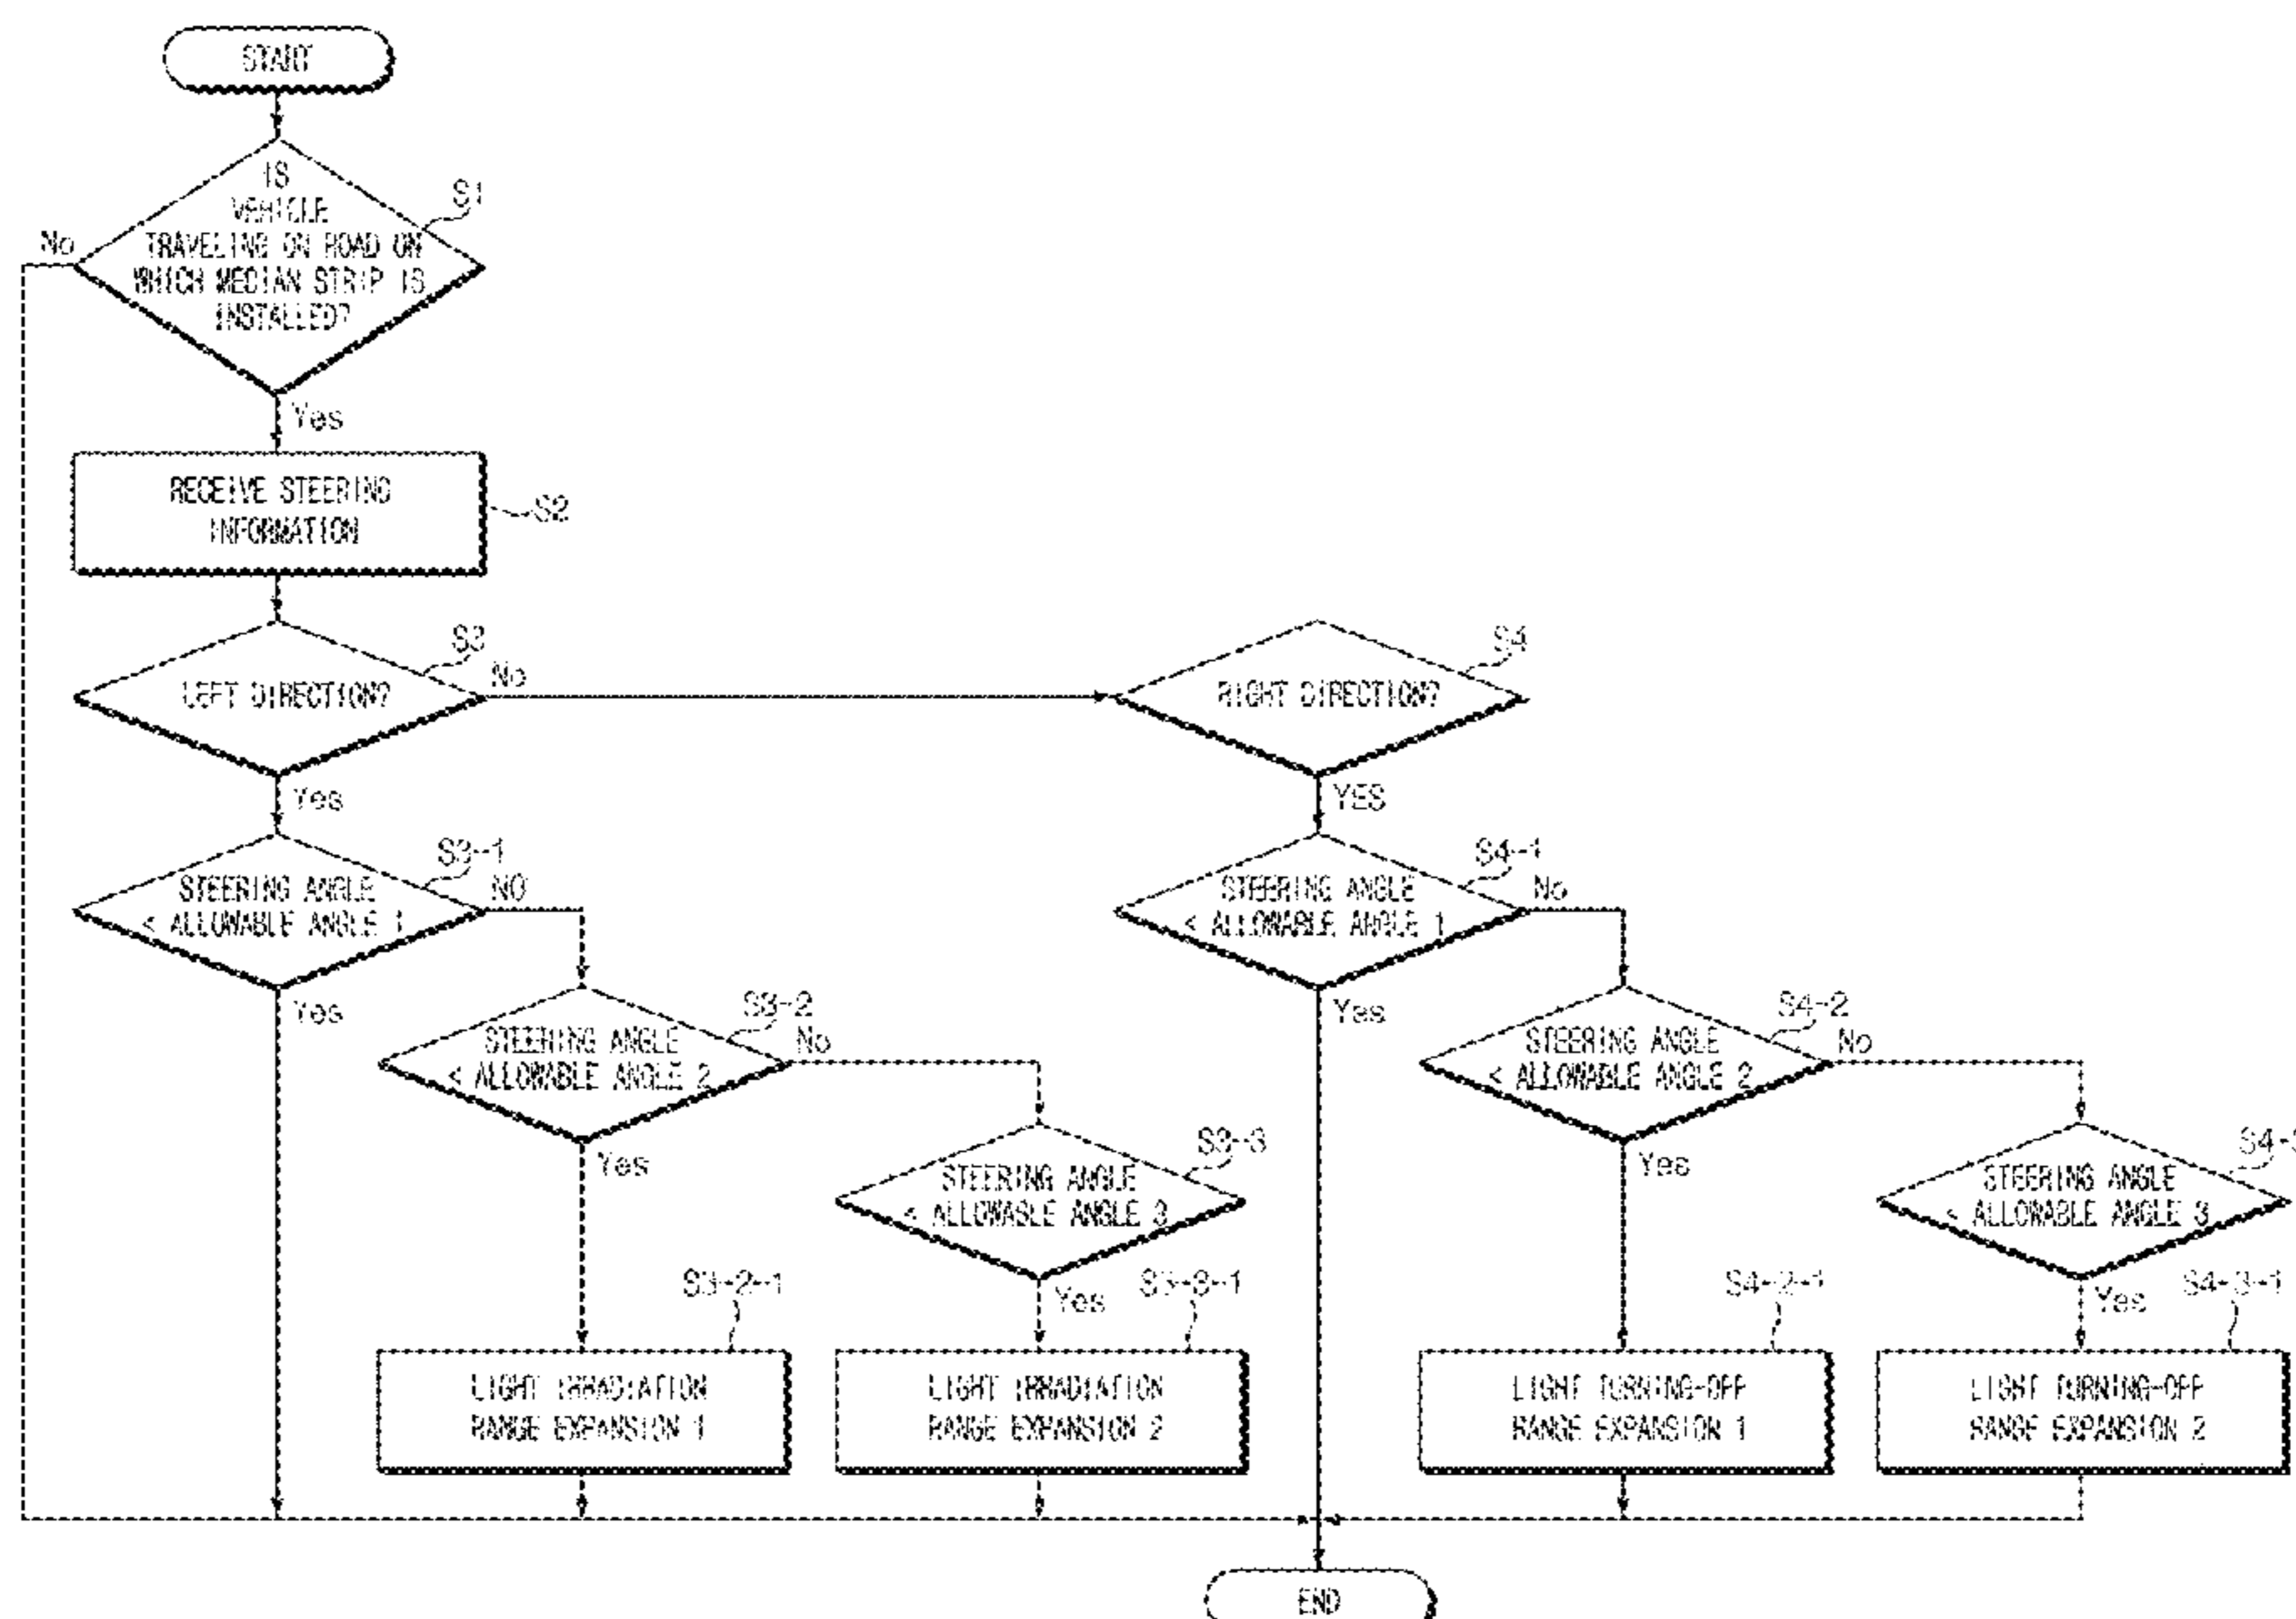 START
IS
VEHICLE
TRAVELING ON ROAD ON
WHICH MEDIAN STRIP IS
INSTALLED?
S1
No
Yes
RECEIVE STEERING
INFORMATION
S2
LEFT DIRECTION?
S3
No
Yes
RIGHT DIRECTION?
S4
YES
STEERING ANGLE
< ALLOWABLE ANGLE 1
S3-1
NO
Yes
STEERING ANGLE
< ALLOWABLE ANGLE 1
S4-1
No
Yes
STEERING ANGLE
< ALLOWABLE ANGLE 2
S3-2
No
Yes
STEERING ANGLE
< ALLOWABLE ANGLE 2
S4-2
No
Yes
STEERING ANGLE
< ALLOWABLE ANGLE 3
S3-3
Yes
STEERING ANGLE
< ALLOWABLE ANGLE 3
S4-3
Yes
S3-2-1
LIGHT IRRADIATION
RANGE EXPANSION 1
S3-3-1
LIGHT IRRADIATION
RANGE EXPANSION 2
S4-2-1
LIGHT TURNING-OFF
RANGE EXPANSION 1
S4-3-1
LIGHT TURNING-OFF
RANGE EXPANSION 2
END